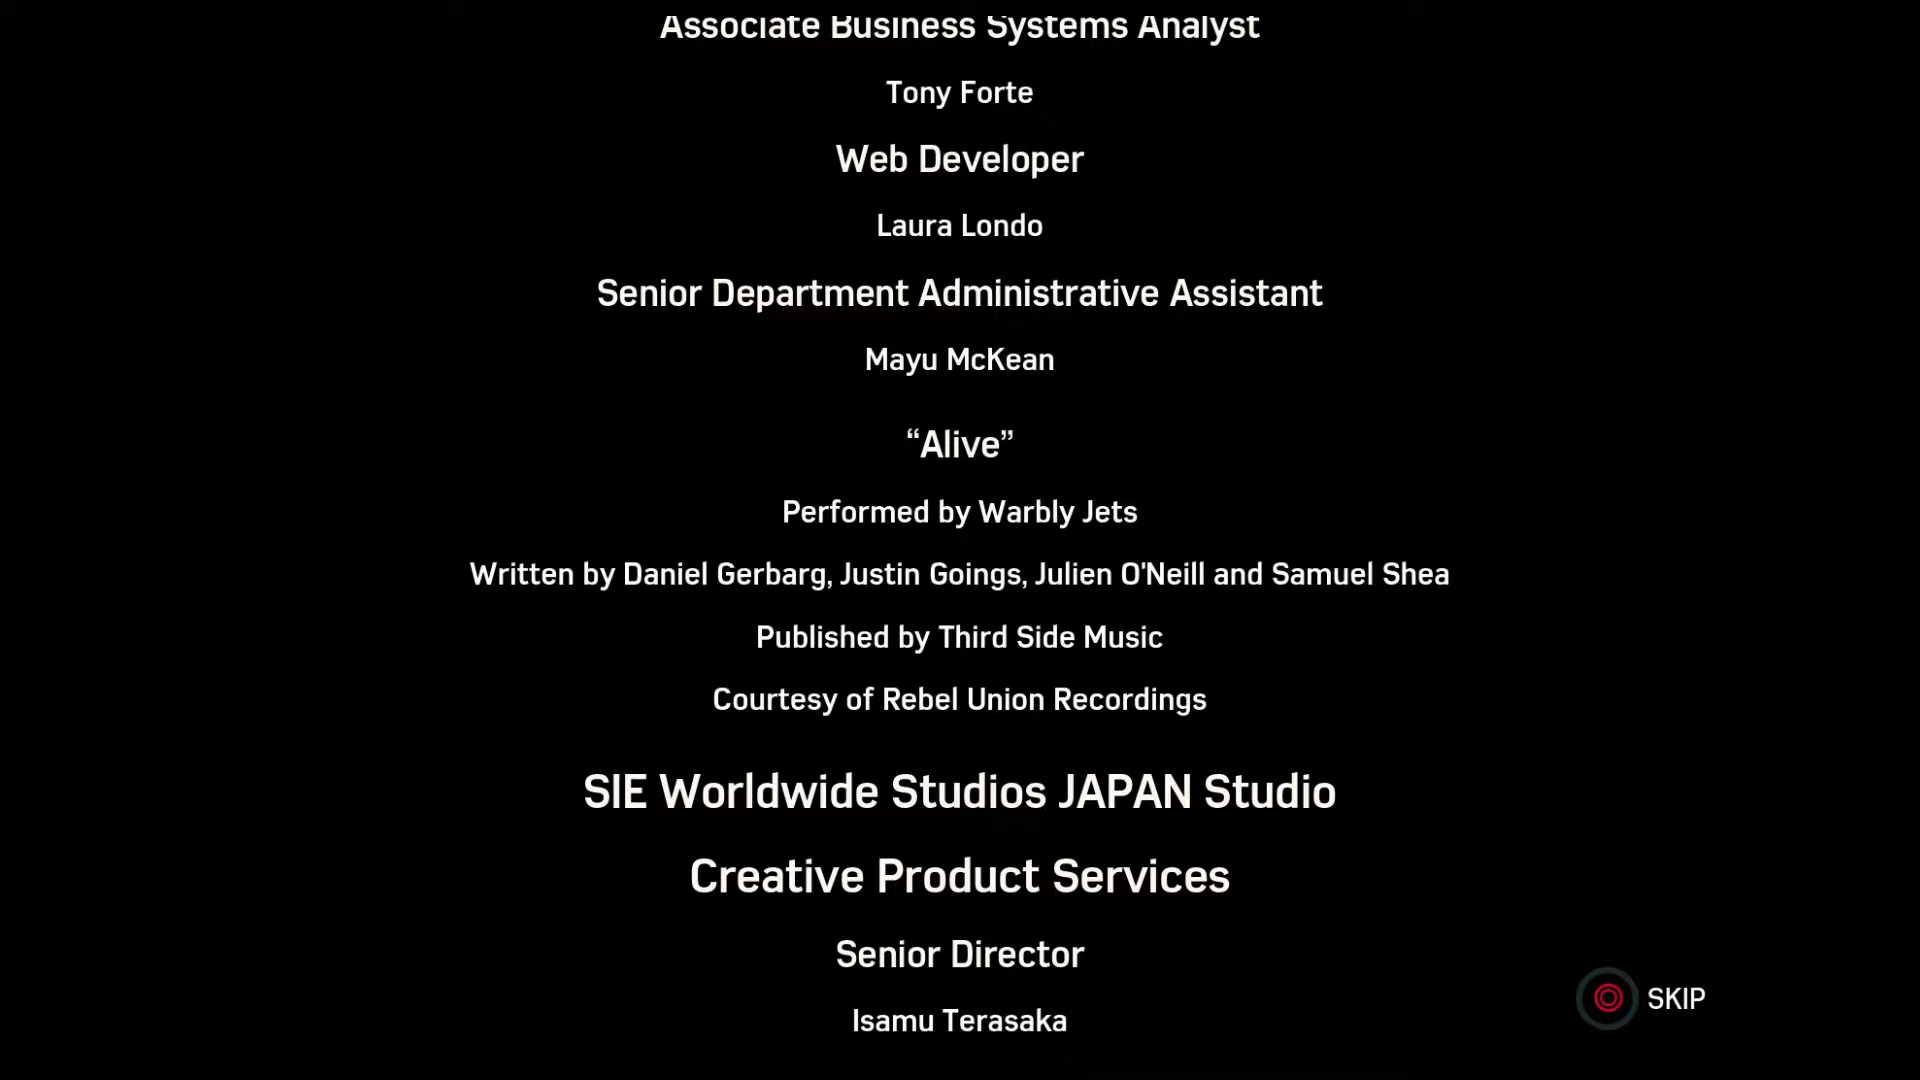 Associate Business Systems Analyst
Tony Forte
Web Developer
Laura Londo
Senior Department Administrative Assistant
Mayu McKean
“Alive”
Performed by Warbly Jets
Written by Daniel Gerbarg, Justin Goings, Julien O'Neill and Samuel Shea
Published by Third Side Music
Courtesy of Rebel Union Recordings
SIE Worldwide Studios JAPAN Studio
Creative Product Services
Senior Director
Isamu Terasaka
SKIP